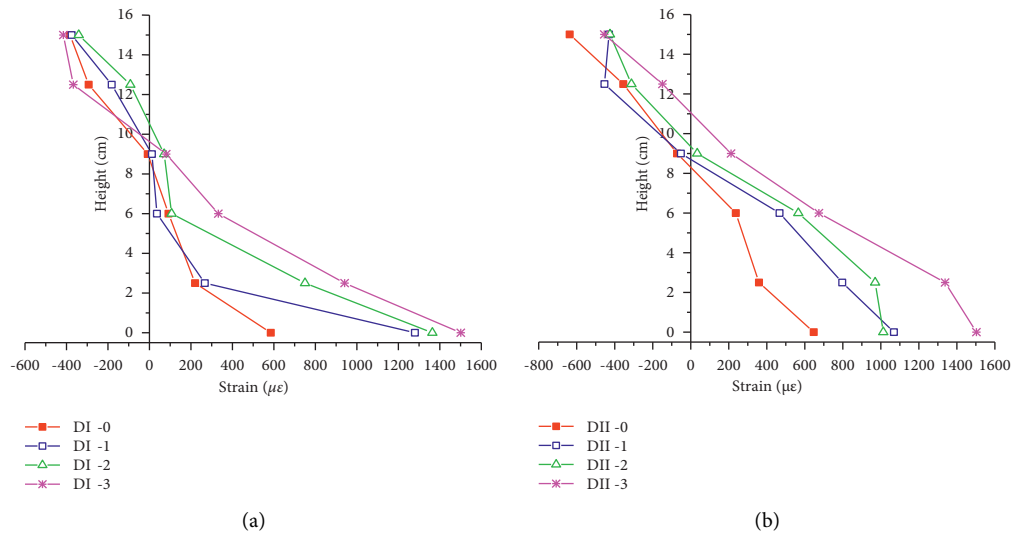 16
14
12
10
8
6
4
2
0
Height (cm)
-600 -400 -200 0 200 400 600 800 1000 1200 1400 1600
Strain (με)
DI -0
DI -1
DI -2
DI -3
(a)
16
14
12
10
8
6
4
2
0
Height (cm)
-800 -600 -400 -200 0 200 400 600 800 1000 1200 1400 1600
Strain (με)
DII -0
DII -1
DII -2
DII -3
(b)